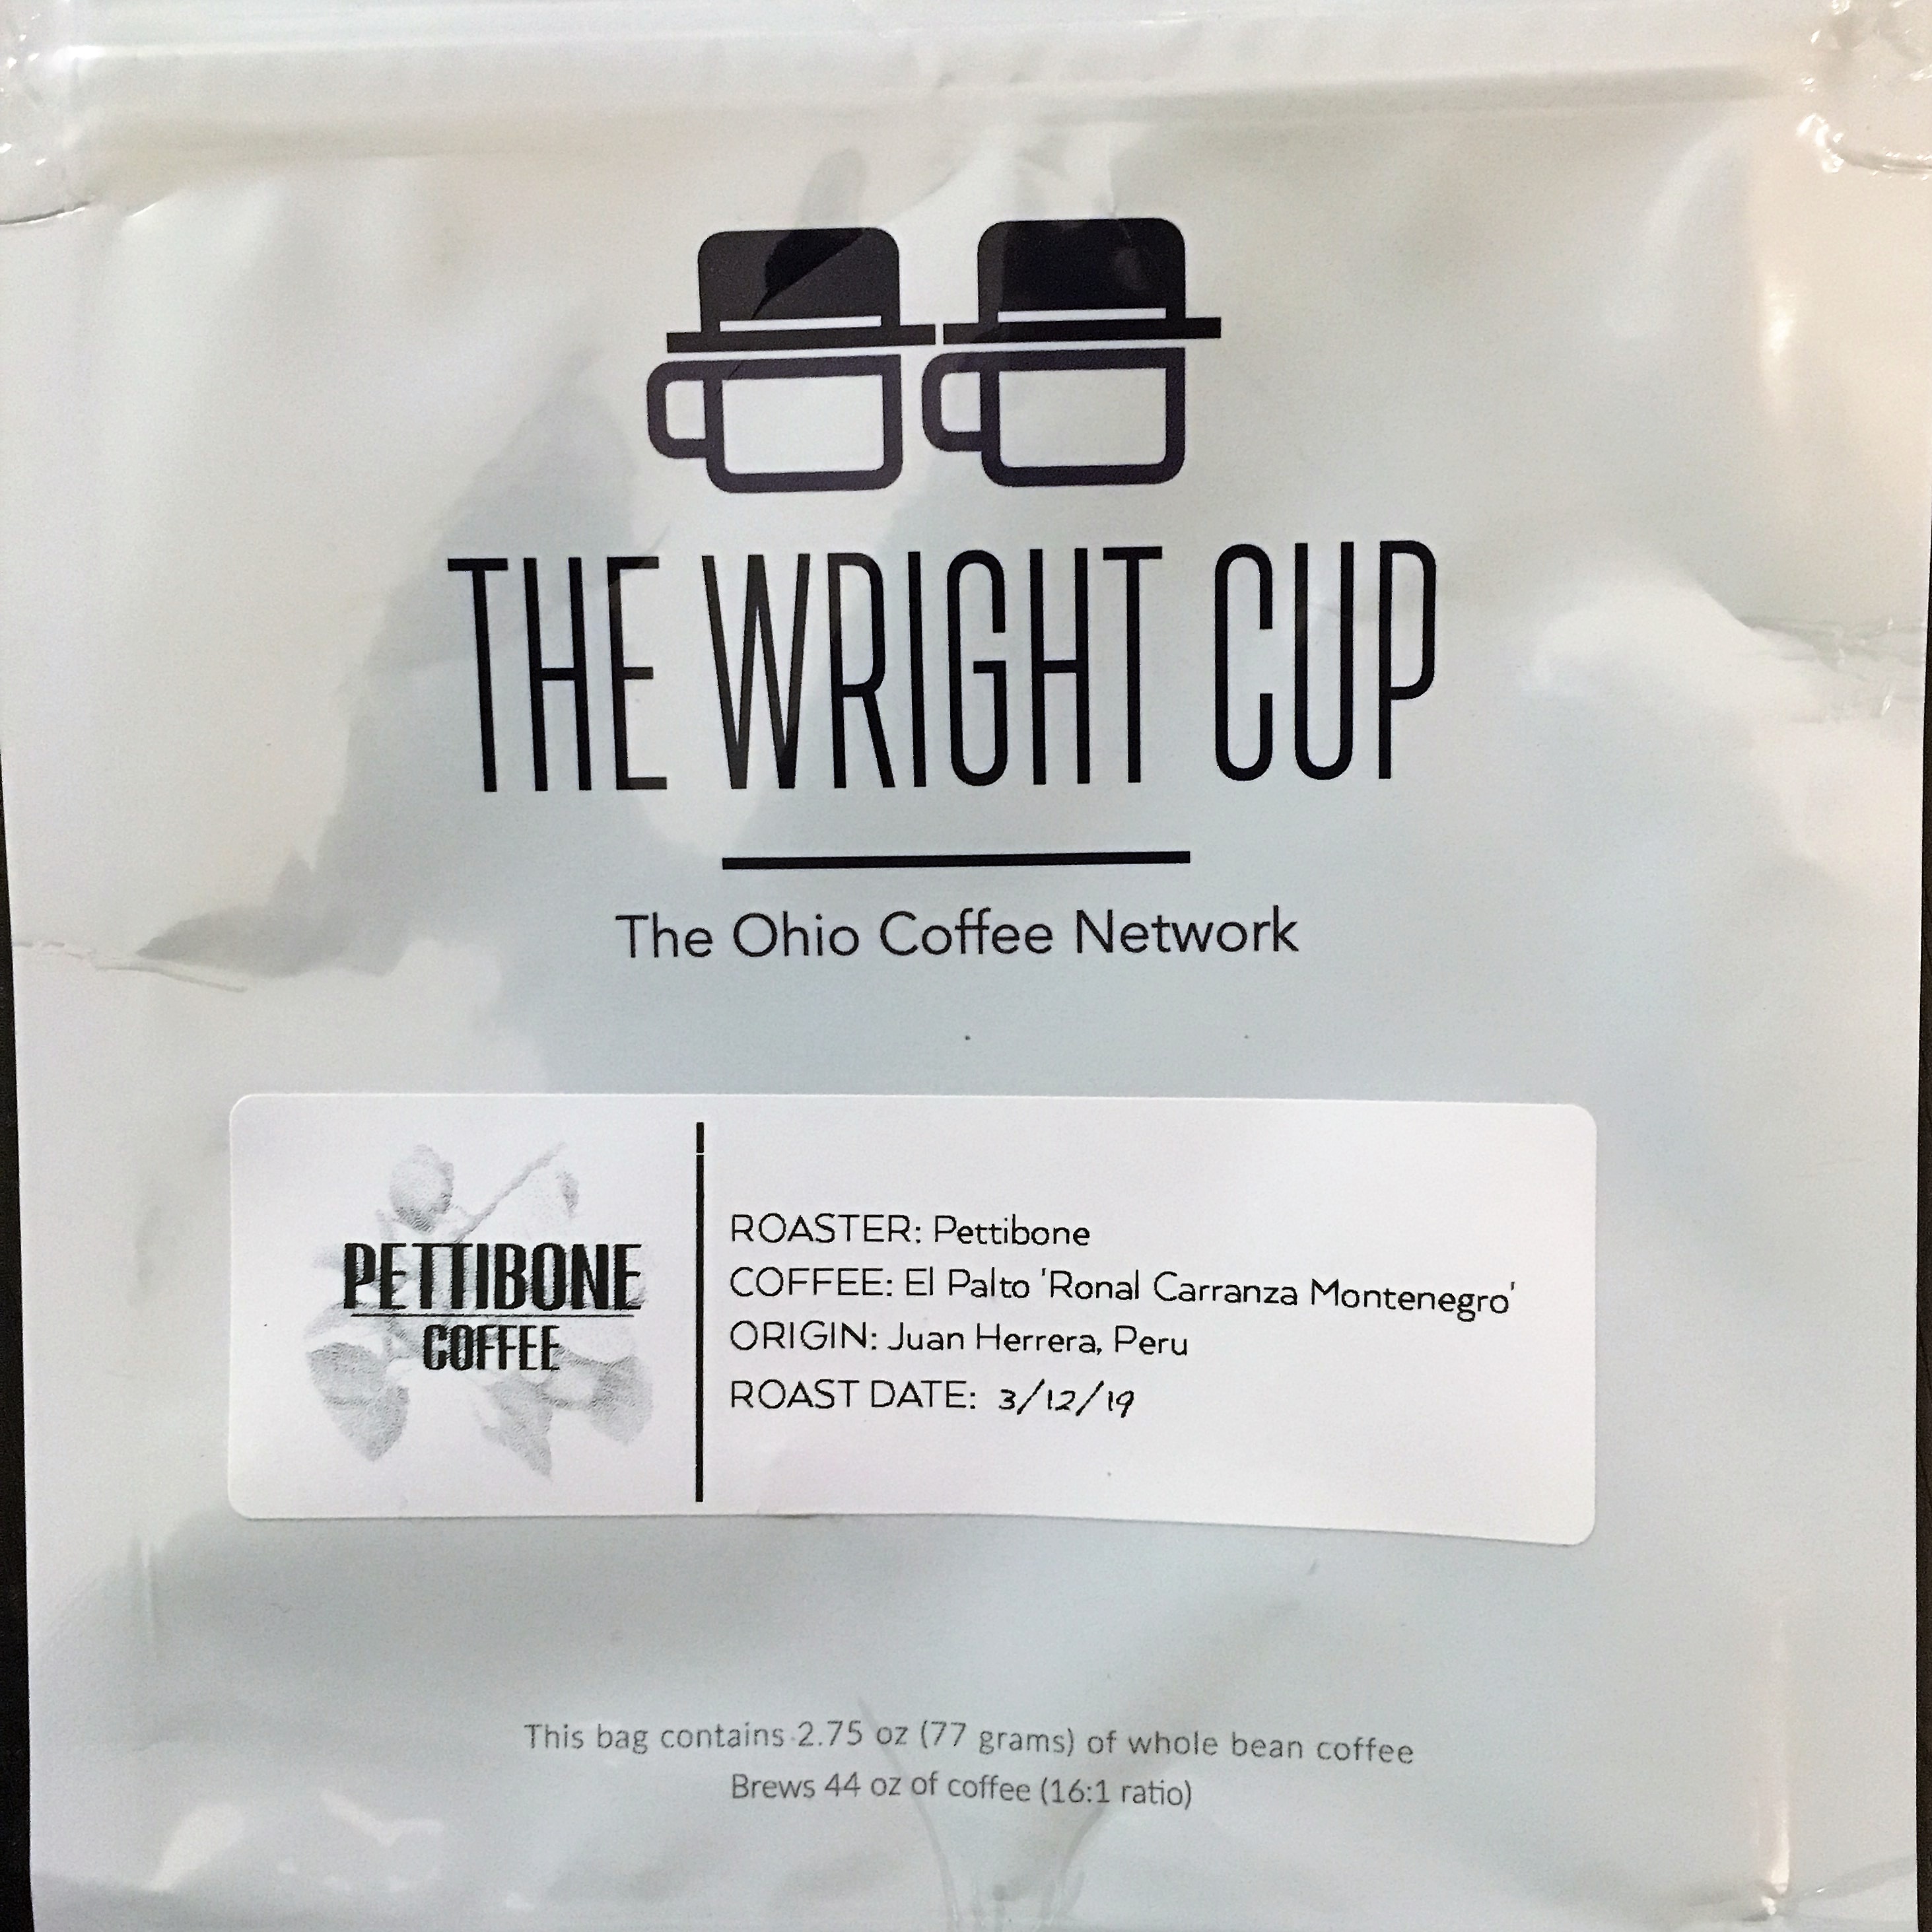 THE WRIGHT CUP
The Ohio Coffee Network
PETTIBONE
COFFEE
ROASTER: Pettibone
COFFEE: El Palto 'Ronal Carranza Montenegro'
ORIGIN: Juan Herrera, Peru
ROAST DATE: 3/12/19
This bag contains 2.75 oz (77 grams) of whole bean coffee
Brews 44 oz of coffee (16:1 ratio)